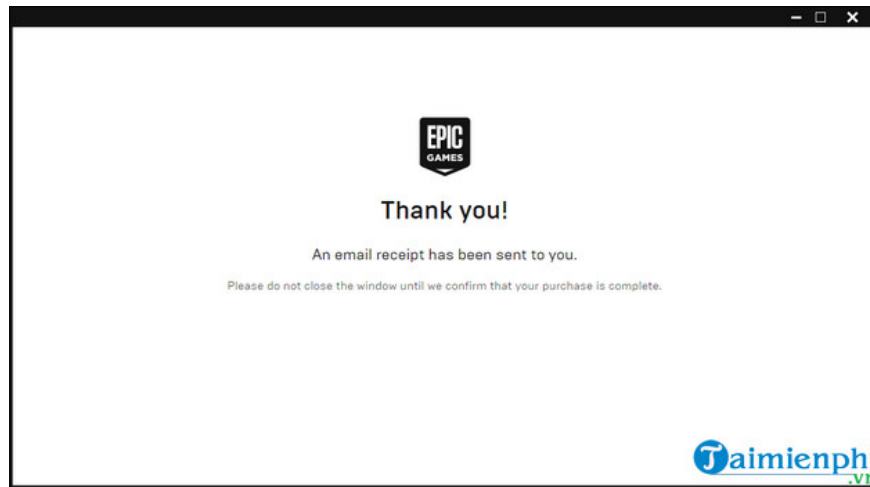 EPIC
GAMES
Thank you!
An email receipt has been sent to you.
Please do not close the window until we confirm that your purchase is complete.
Taimienph
.vn